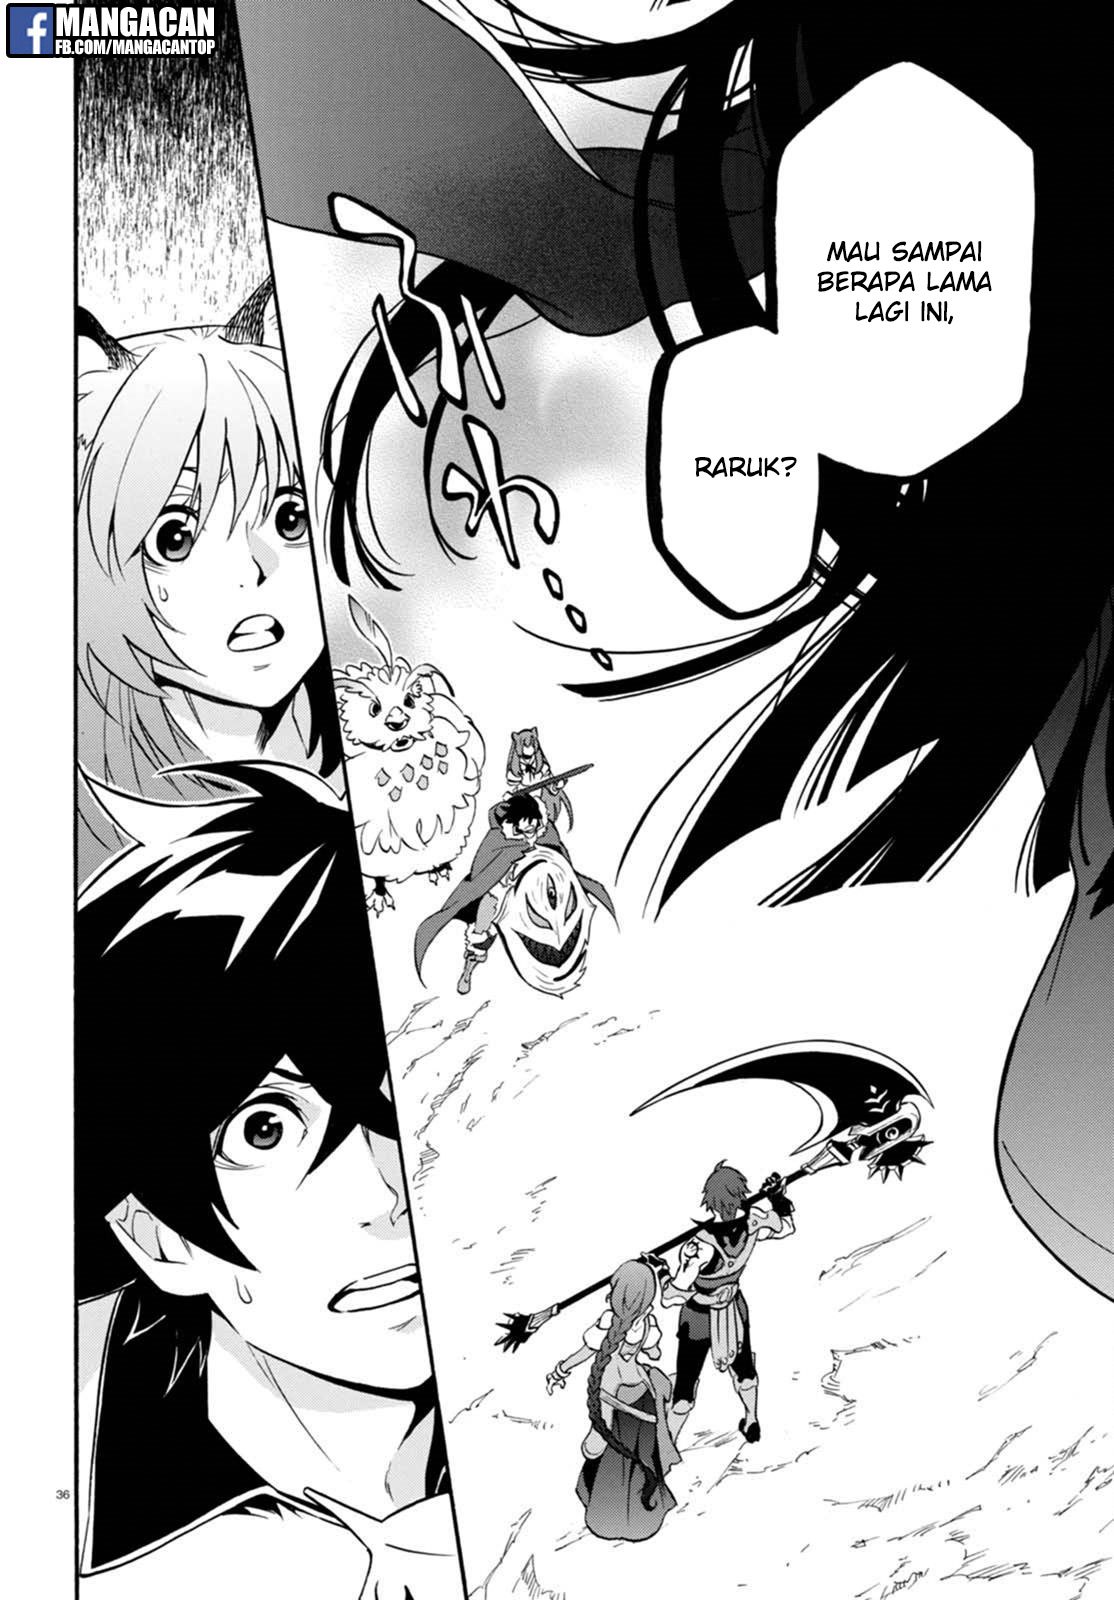 MANGACAN
FB.COM/MANGACANTOP
MAU SAMPAI
BERAPA LAMA
LAGI INI,
RARUK?
36